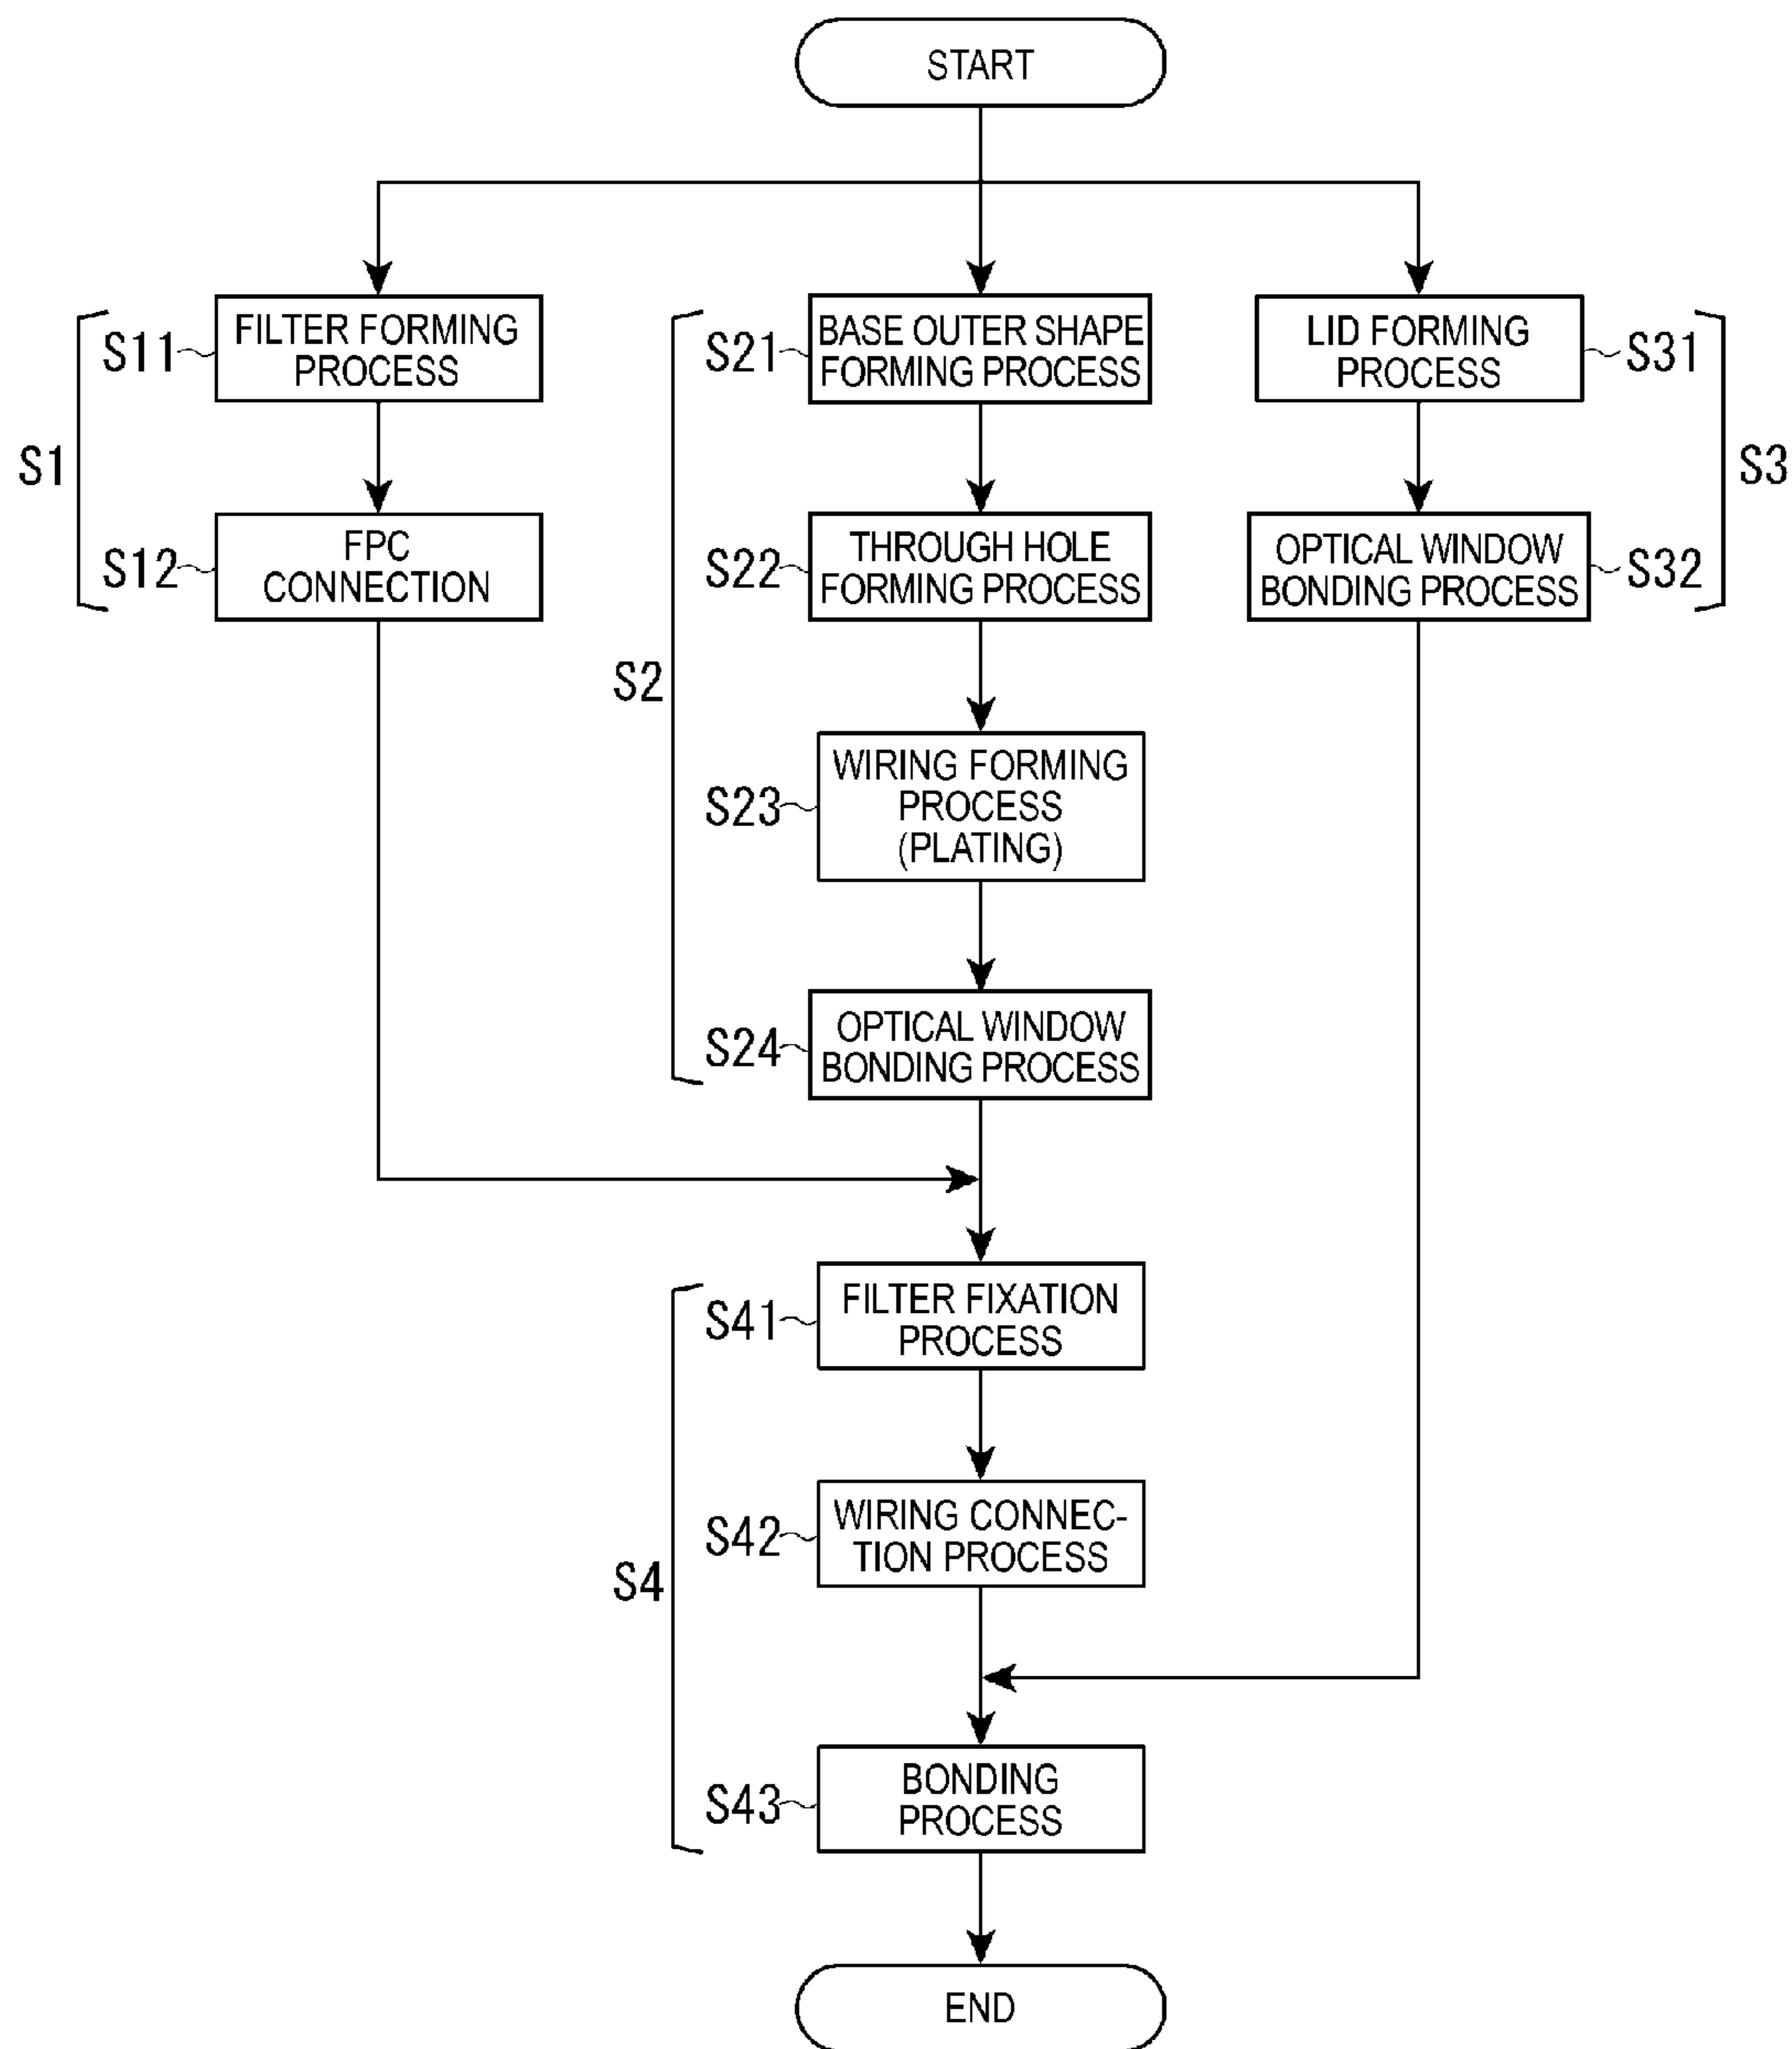 START
S1
S11
FILTER FORMING
PROCESS
S12
FPC
CONNECTION
S2
S21
BASE OUTER SHAPE
FORMING PROCESS
S22
THROUGH HOLE
FORMING PROCESS
S23
WIRING FORMING
PROCESS
(PLATING)
S24
OPTICAL WINDOW
BONDING PROCESS
LID FORMING
PROCESS
S31
OPTICAL WINDOW
BONDING PROCESS
S32
S3
S4
S41
FILTER FIXATION
PROCESS
S42
WIRING CONNEC-
TION PROCESS
S43
BONDING
PROCESS
END